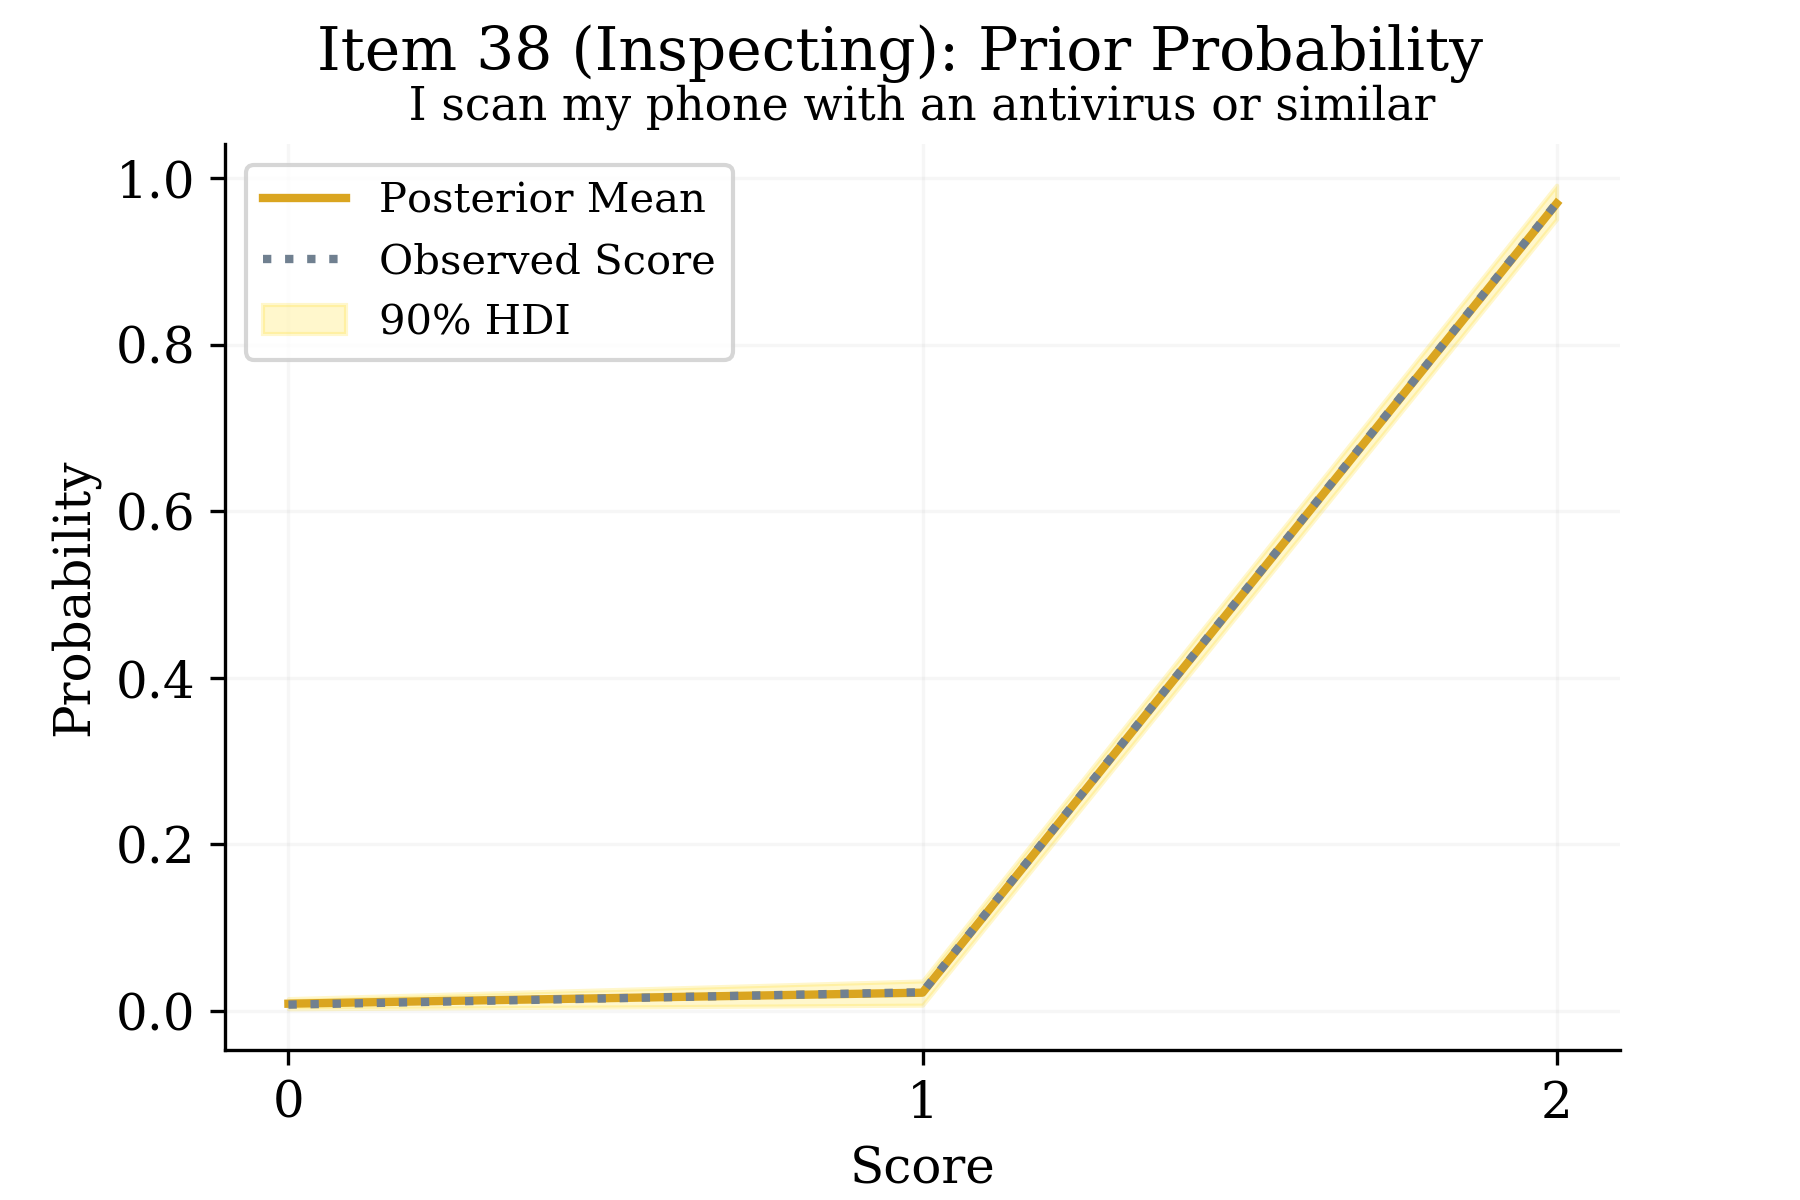 Item 38 (Inspecting): Prior Probability
I scan my phone with an antivirus or similar
Posterior Mean
Observed Score
90% HDI
1.0
0.8
0.6
0.4
0.2
0.0
Probability
0
1
2
Score